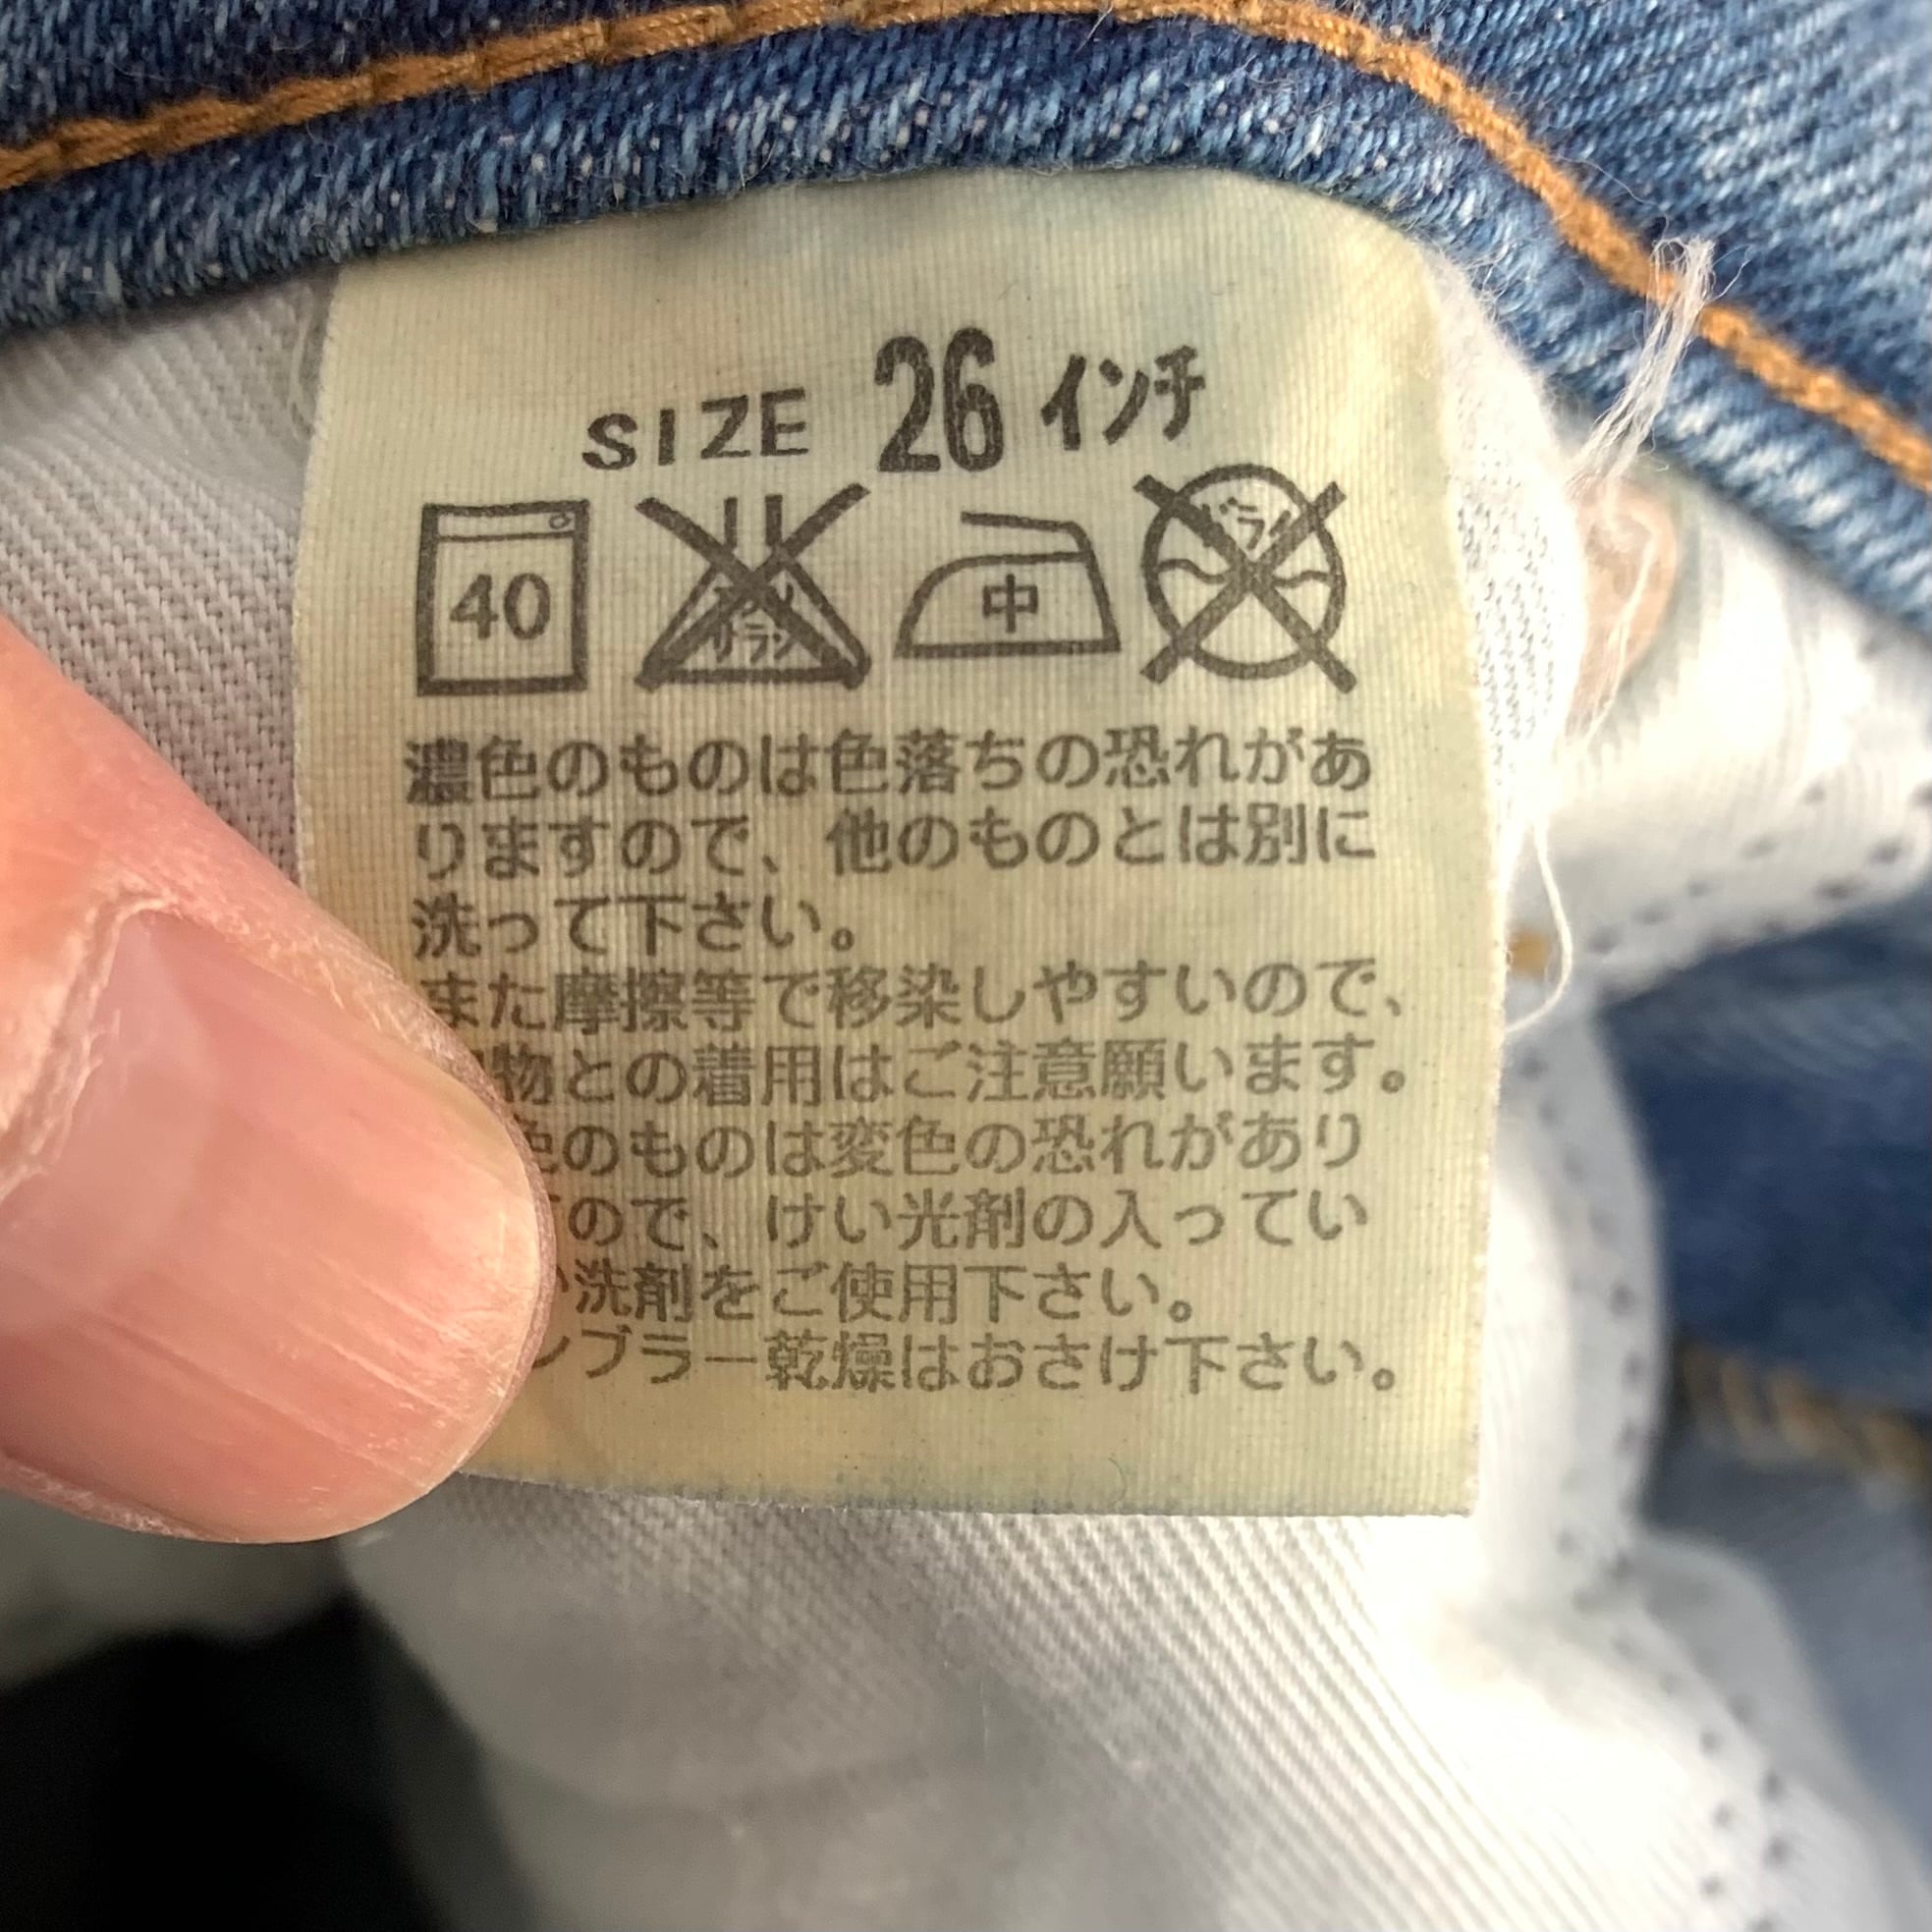 SIZE 26 インチ
40 中
濃色のものは色落ちの恐れがあ
りますので、他のものとは別に
洗って下さい。
また摩擦等で移染しやすいので、
物との着用はご注意願います。
色のものは変色の恐れがあり
ので、けい光剤の入ってい
洗剤をご使用下さい。
ンブラー乾燥はおさけ下さい。